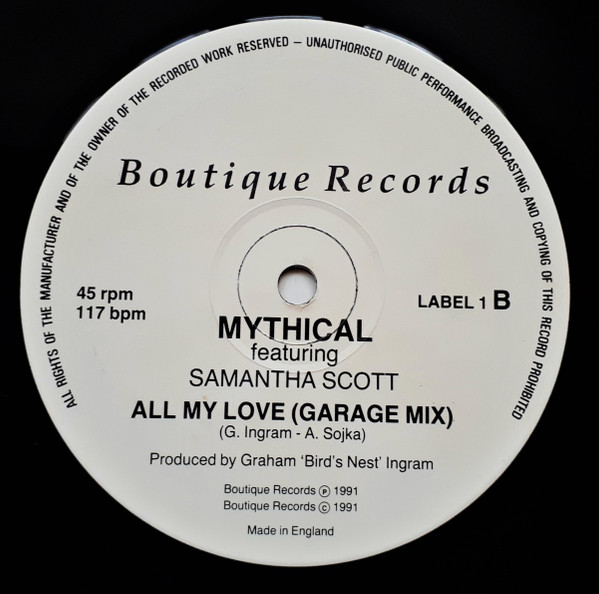 ALL RIGHTS OF THE MANUFACTURER AND OF THE OWNER OF THE RECORDED WORK RESERVED – UNAUTHORISED PUBLIC PERFORMANCE BROADCASTING AND COPYING OF THIS RECORD PROHIBITED
Boutique Records
45 rpm
117 bpm
LABEL 1 B
MYTHICAL
featuring
SAMANTHA SCOTT
ALL MY LOVE (GARAGE MIX)
(G. Ingram - A. Sojka)
Produced by Graham ‘Bird’s Nest’ Ingram
Boutique Records ℗ 1991
Boutique Records © 1991
Made in England